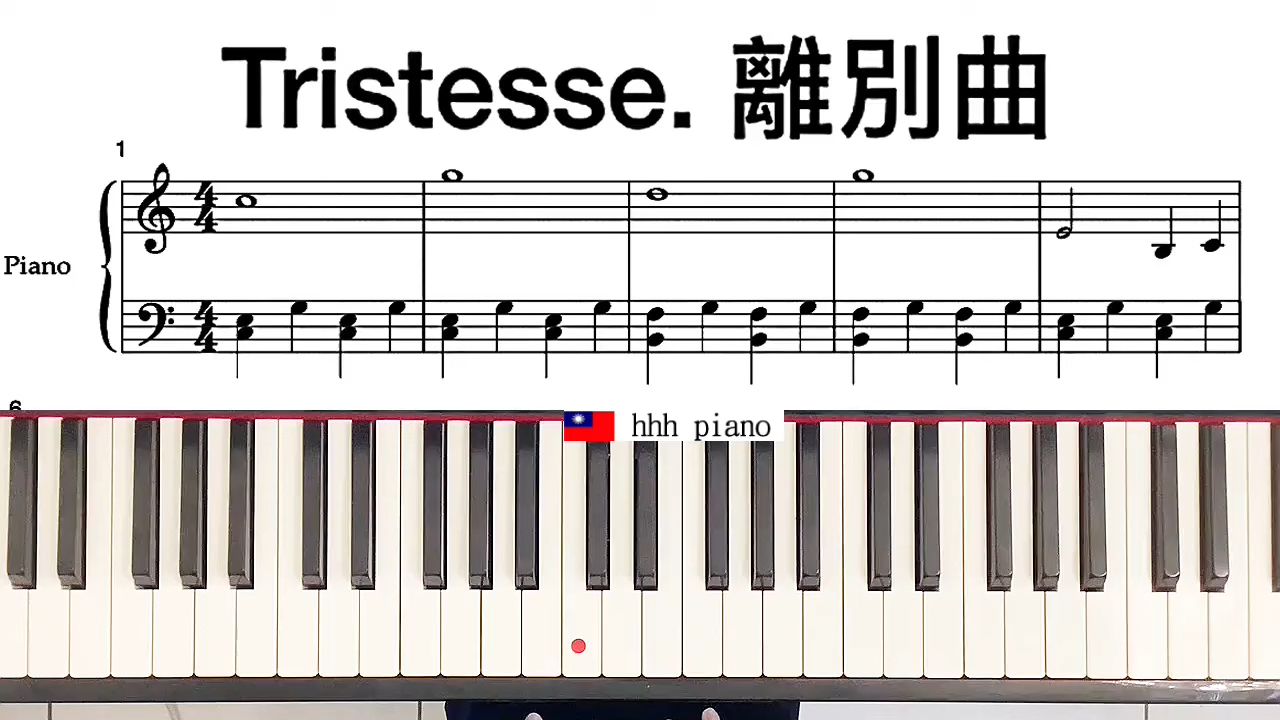 Tristesse. 離別曲
1
Piano
6
hhh piano